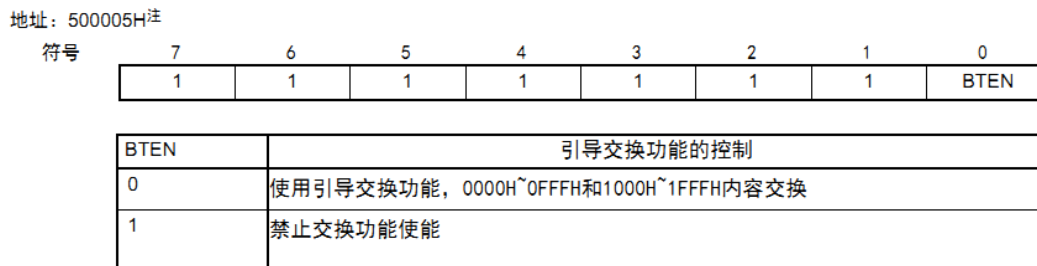 地址：500005H注
符号 7 6 5 4 3 2 1 0
1 1 1 1 1 1 1 BTEN
BTEN 引导交换功能的控制
0 使用引导交换功能，0000H~0FFFH和1000H~1FFFH内容交换
1 禁止交换功能使能